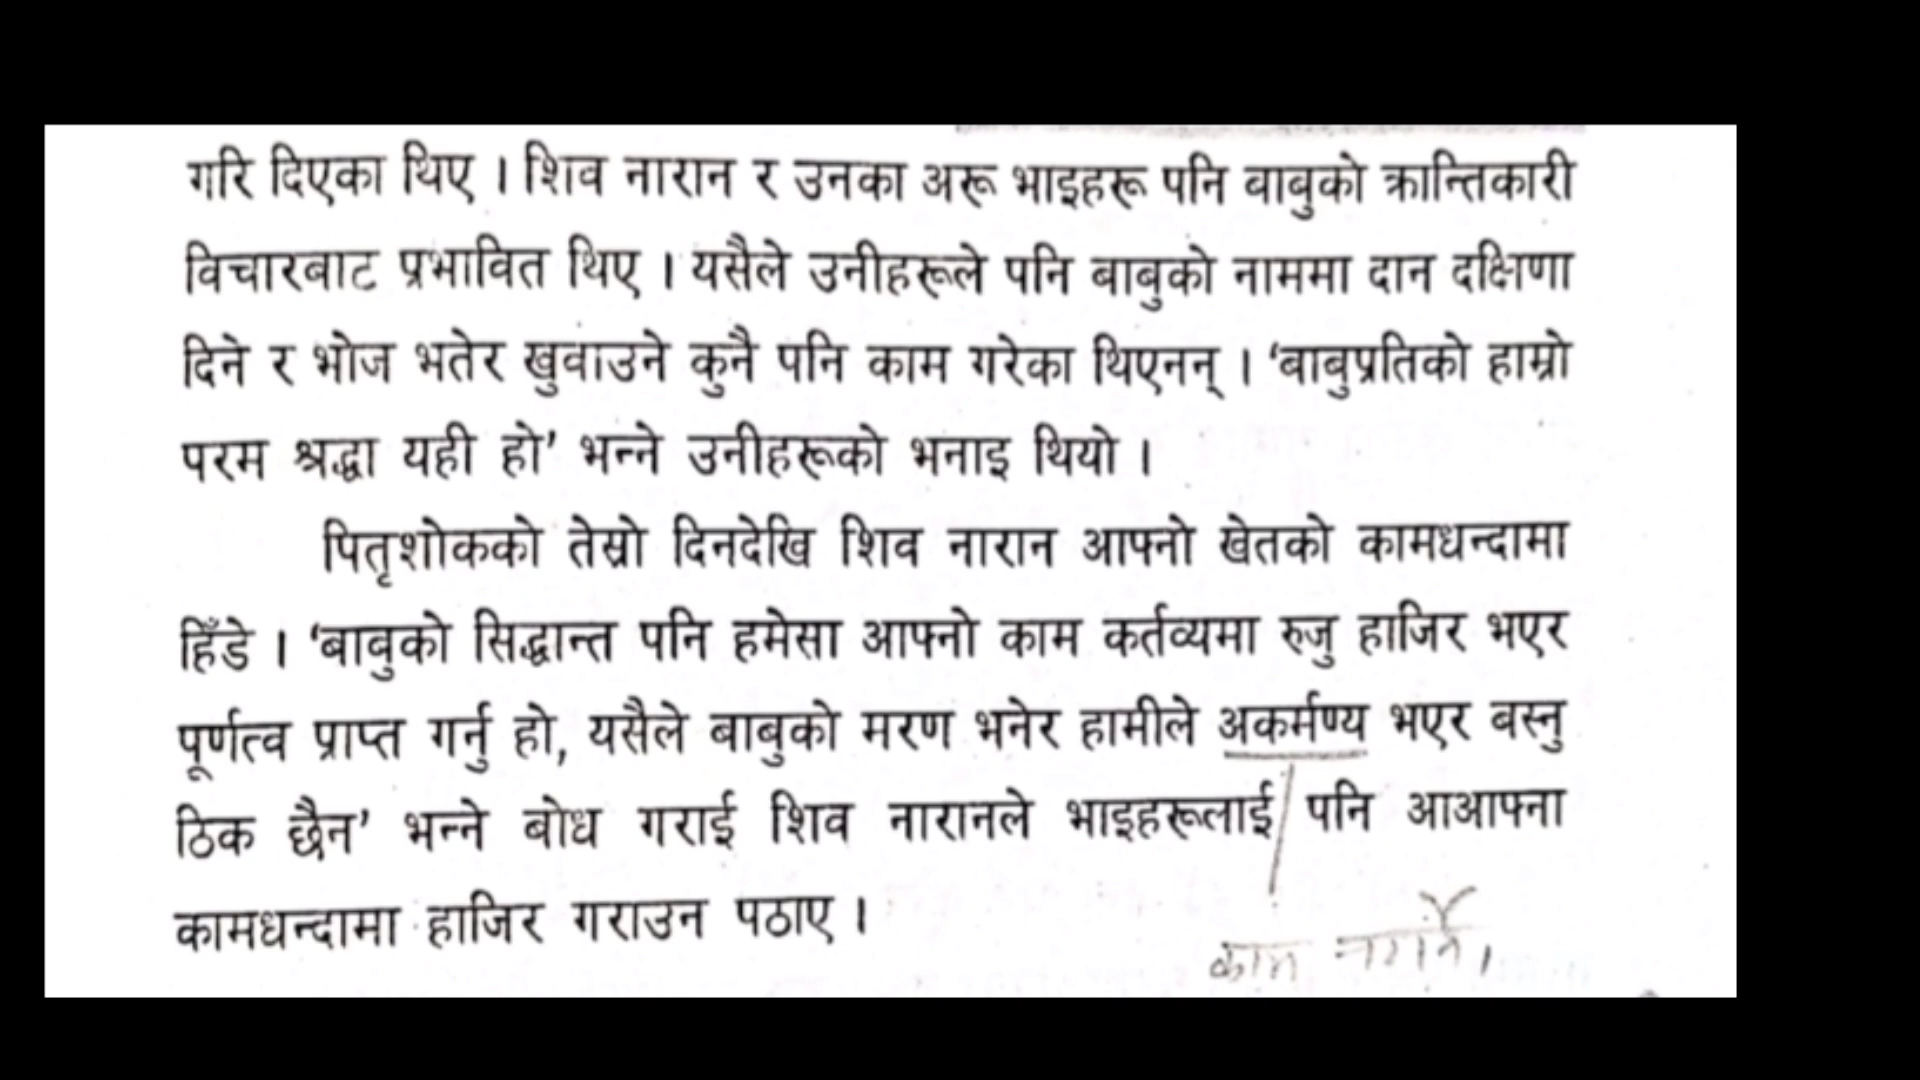 गरि दिएका थिए । शिव नारान र उनका अरू भाइहरू पनि बाबुको क्रान्तिकारी
विचारबाट प्रभावित थिए । यसैले उनीहरूले पनि बाबुको नाममा दान दक्षिणा
दिने र भोज भतेर खुवाउने कुनै पनि काम गरेका थिएनन् । ‘बाबुप्रतिको हाम्रो
परम श्रद्धा यही हो’ भन्ने उनीहरूको भनाइ थियो ।
पितृशोकको तेस्रो दिनदेखि शिव नारान आफ्नो खेतको कामधन्दामा
हिँडे । ‘बाबुको सिद्धान्त पनि हमेसा आफ्नो काम कर्तव्यमा रुजु हाजिर भएर
पूर्णत्व प्राप्त गर्नु हो, यसैले बाबुको मरण भनेर हामीले अकर्मण्य भएर बस्नु
ठिक छैन’ भन्ने बोध गराई शिव नारानले भाइहरूलाई पनि आआफ्ना
कामधन्दामा हाजिर गराउन पठाए ।
काम नगर्ने ।